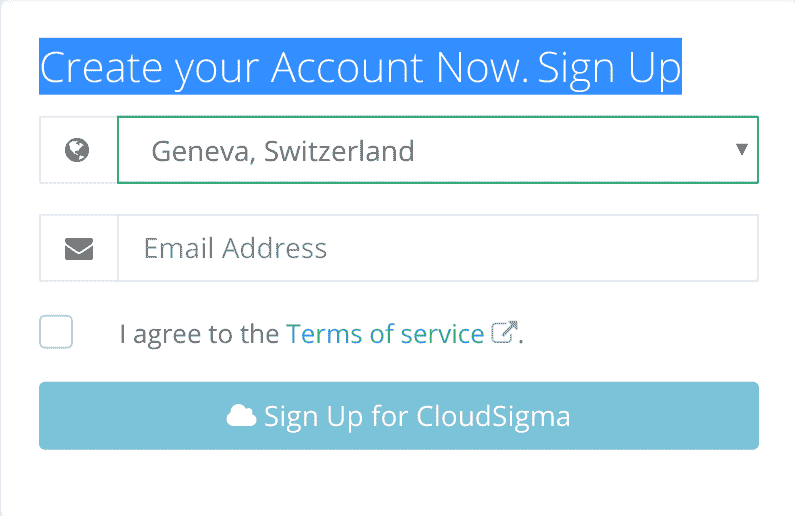 Create your Account Now. Sign Up
Geneva, Switzerland
Email Address
I agree to the Terms of service.
Sign Up for CloudSigma